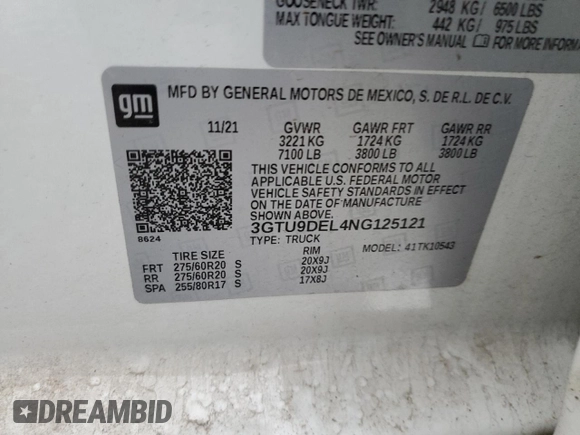 GOOSENECK TWR: 2948 KG/ 6500 LBS
MAX TONGUE WEIGHT: 442 KG/ 975 LBS
SEE OWNER'S MANUAL FOR MORE INFORMA
gm
MFD BY GENERAL MOTORS DE MEXICO, S. DE R.L. DE C.V.
11/21 GVWR GAWR FRT GAWR RR
3221 KG 1724 KG 1724 KG
7100 LB 3800 LB 3800 LB
THIS VEHICLE CONFORMS TO ALL
APPLICABLE U.S. FEDERAL MOTOR
VEHICLE SAFETY STANDARDS IN EFFECT
ON THE DATE OF MANUFACTURE
SHOWN ABOVE.
3GTU9DEL4NG125121
8624
TYPE: TRUCK MODEL: 41TK10543
TIRE SIZE RIM
FRT 275/60R20 S 20X9J
RR 275/60R20 S 20X9J
SPA 255/80R17 S 17X8J
DREAMBID